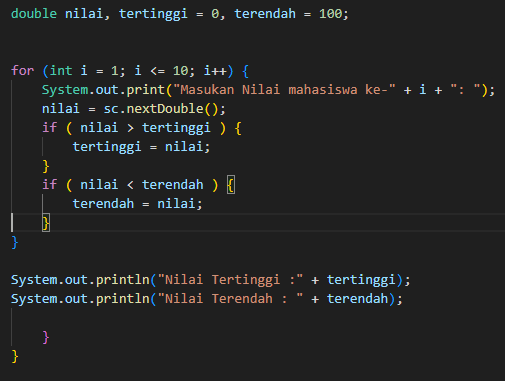 double nilai, tertinggi = 0, terendah = 100;
for (int i = 1; i <= 10; i++) {
System.out.print("Masukan Nilai mahasiswa ke-" + i + ": ");
nilai = sc.nextDouble();
if ( nilai > tertinggi ) {
tertinggi = nilai;
}
if ( nilai < terendah ) {
terendah = nilai;
}
}
System.out.println("Nilai Tertinggi :" + tertinggi);
System.out.println("Nilai Terendah : " + terendah);
}
}